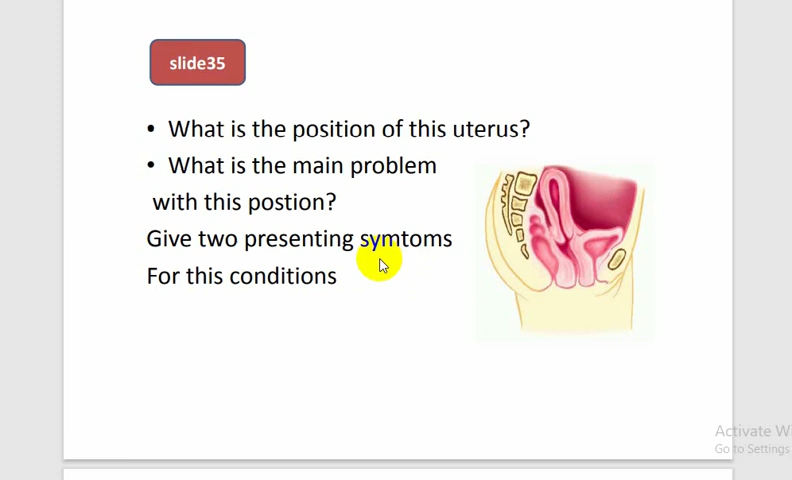 slide35
• What is the position of this uterus?
• What is the main problem
with this postion?
Give two presenting symtoms
For this conditions
Activate Wi
Go to Settings